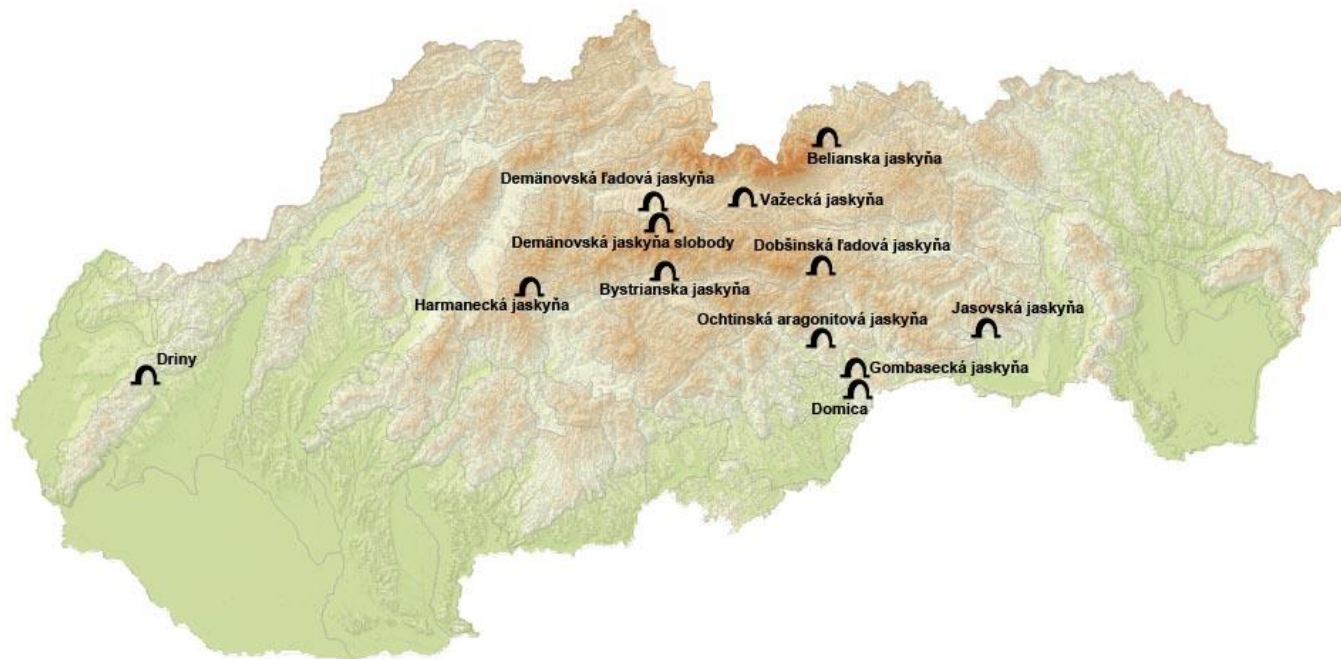 Belianska jaskyňa
Demänovská ľadová jaskyňa
Važecká jaskyňa
Demänovská jaskyňa slobody
Dobšinská ľadová jaskyňa
Bystrianska jaskyňa
Harmanecká jaskyňa
Jasovská jaskyňa
Ochtinská aragonitová jaskyňa
Driny
Gombasecká jaskyňa
Domica